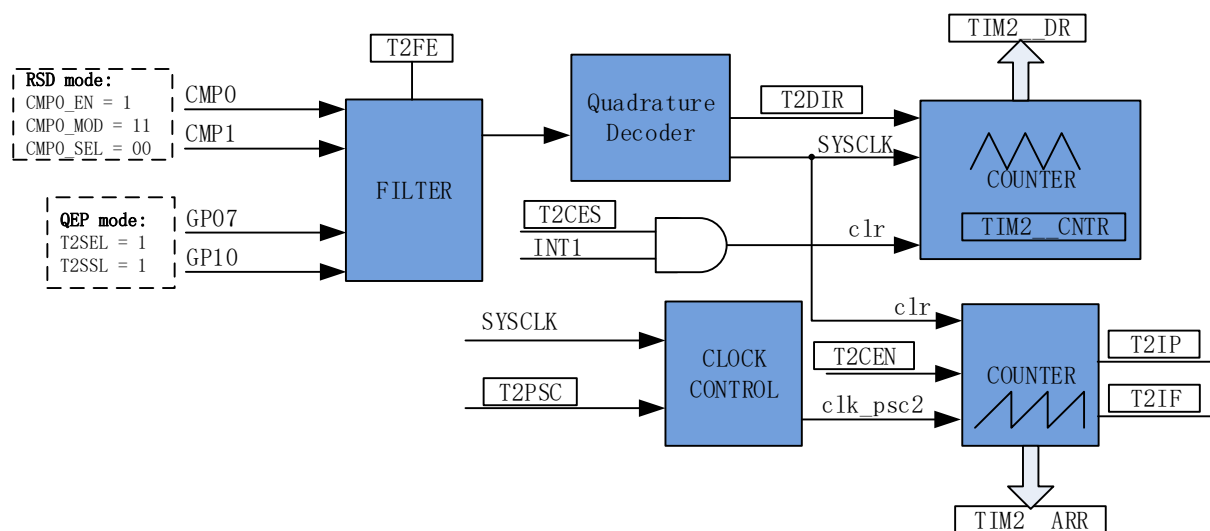 TIM2__DR
T2FE
RSD mode:
CMP0_EN = 1
CMP0_MOD = 11
CMP0_SEL = 00
CMP0
CMP1
FILTER
Quadrature
Decoder
T2DIR
SYSCLK
COUNTER
TIM2__CNTR
QEP mode:
T2SEL = 1
T2SSL = 1
GP07
GP10
T2CES
INT1
clr
SYSCLK
T2PSC
CLOCK
CONTROL
clr
T2CEN
clk_psc2
COUNTER
T2IP
T2IF
TIM2__ARR